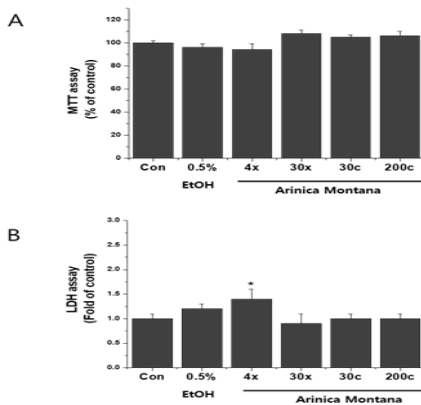 A
MTT assay
(% of control)
120
100
80
60
40
20
0
Con 0.5% 4x 30x 30c 200c
EtOH Arinica Montana
B
LDH assay
(Fold of control)
3.0
2.5
2.0
1.5
1.0
0.5
0.0
*
Con 0.5% 4x 30x 30c 200c
EtOH Arinica Montana